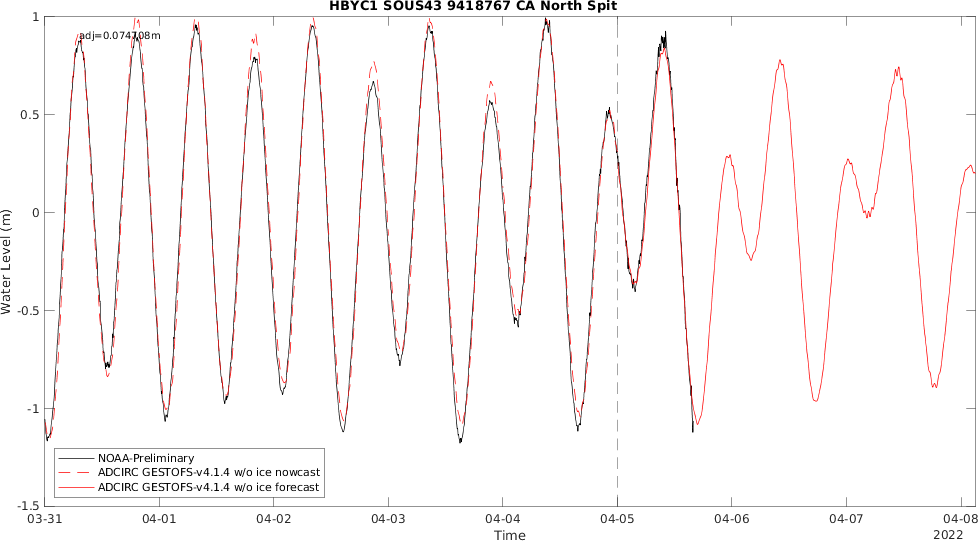 HBYC1 SOUS43 9418767 CA North Spit
adj=0.074708m
1
0.5
0
-0.5
-1
-1.5
Water Level (m)
NOAA-Preliminary
ADCIRC GESTOFS-v4.1.4 w/o ice nowcast
ADCIRC GESTOFS-v4.1.4 w/o ice forecast
03-31 04-01 04-02 04-03 04-04 04-05 04-06 04-07 04-08
Time
2022